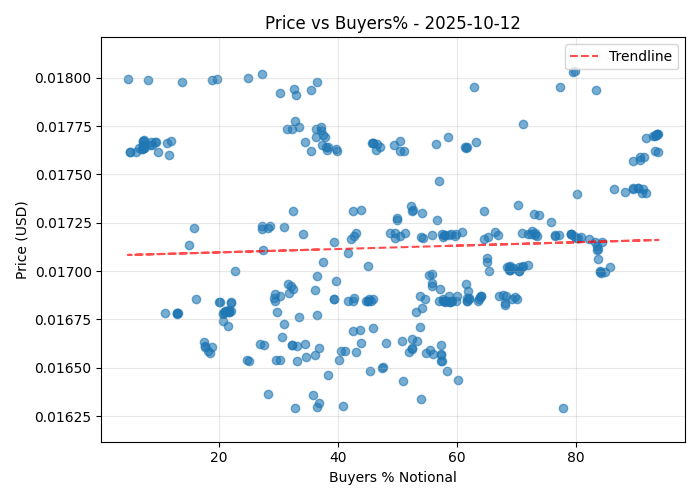 Price vs Buyers% - 2025-10-12
Trendline
Price (USD)
0.01800
0.01775
0.01750
0.01725
0.01700
0.01675
0.01650
0.01625
20 40 60 80
Buyers % Notional